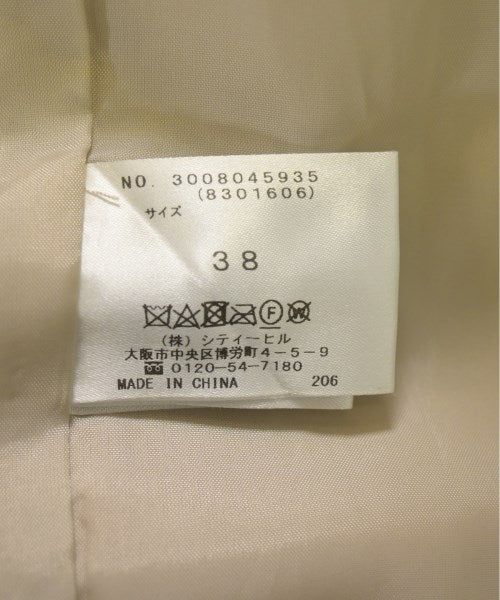 NO. 3008045935
(8301606)
サイズ
38
Ⓕ Ⓦ
(株) シティーヒル
大阪市中央区博労町4-5-9
0120-54-7180
MADE IN CHINA 206